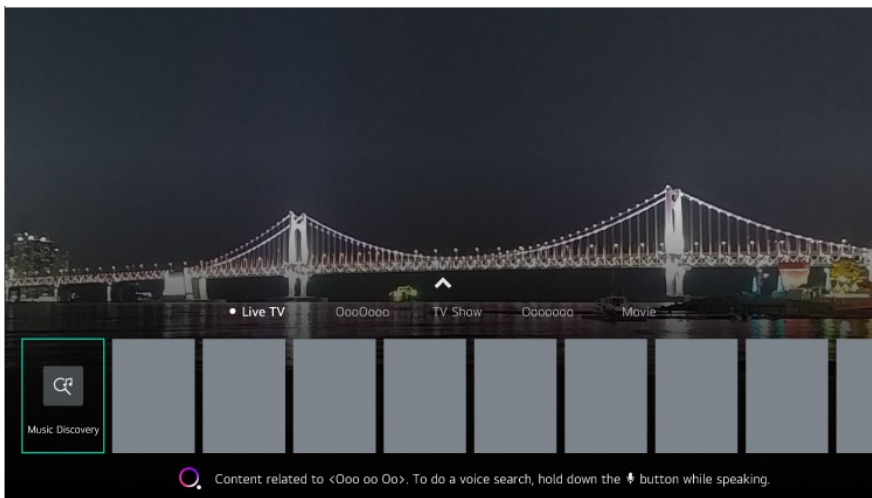 Live TV
OooOooo
TV Show
Ooooooo
Movie
Music Discovery
Content related to <Ooo oo Oo>. To do a voice search, hold down the button while speaking.